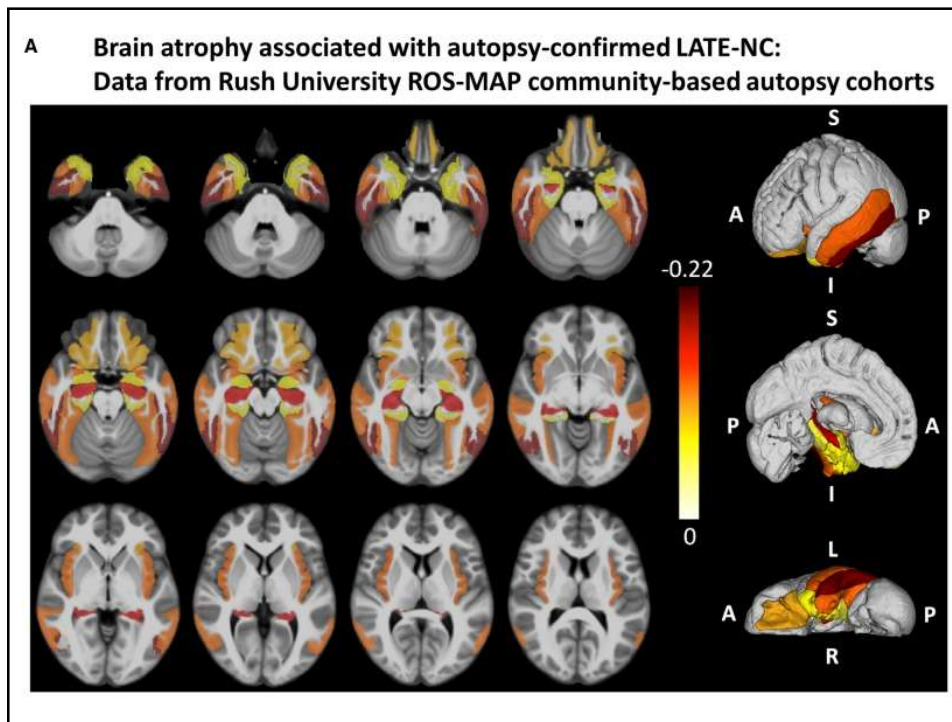 A Brain atrophy associated with autopsy-confirmed LATE-NC:
Data from Rush University ROS-MAP community-based autopsy cohorts
S
A P
I
-0.22
0
S
P A
I
L
A P
R